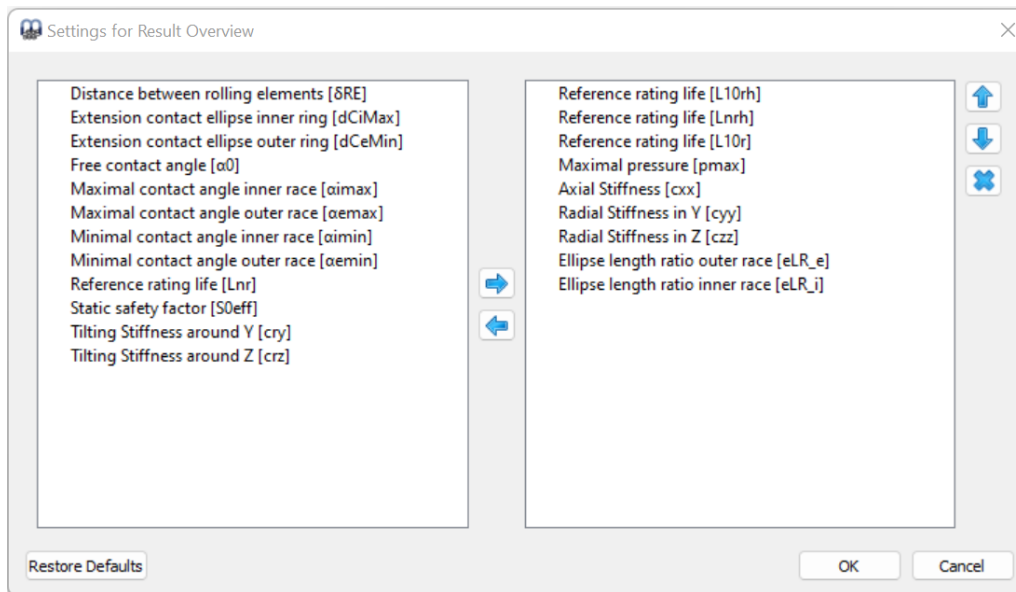 Settings for Result Overview
Distance between rolling elements [δRE]
Extension contact ellipse inner ring [dCiMax]
Extension contact ellipse outer ring [dCeMin]
Free contact angle [α0]
Maximal contact angle inner race [αimax]
Maximal contact angle outer race [αemax]
Minimal contact angle inner race [αimin]
Minimal contact angle outer race [αemin]
Reference rating life [Lnr]
Static safety factor [S0eff]
Tilting Stiffness around Y [cry]
Tilting Stiffness around Z [crz]
Reference rating life [L10rh]
Reference rating life [Lnrh]
Reference rating life [L10r]
Maximal pressure [pmax]
Axial Stiffness [cxx]
Radial Stiffness in Y [cyy]
Radial Stiffness in Z [czz]
Ellipse length ratio outer race [eLR_e]
Ellipse length ratio inner race [eLR_i]
Restore Defaults
OK
Cancel